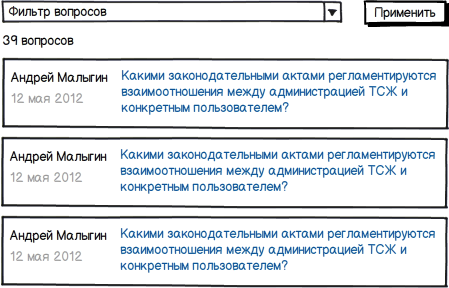 Фильтр вопросов
Применить
39 вопросов
Андрей Малыгин
12 мая 2012
Какими законодательными актами регламентируются
взаимоотношения между администрацией ТСЖ и
конкретным пользователем?
Андрей Малыгин
12 мая 2012
Какими законодательными актами регламентируются
взаимоотношения между администрацией ТСЖ и
конкретным пользователем?
Андрей Малыгин
12 мая 2012
Какими законодательными актами регламентируются
взаимоотношения между администрацией ТСЖ и
конкретным пользователем?